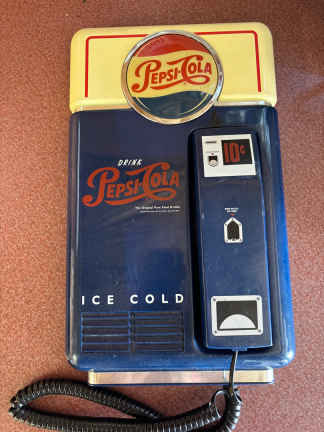 PEPSI-COLA
10¢
DRINK
PEPSI-COLA
ICE COLD